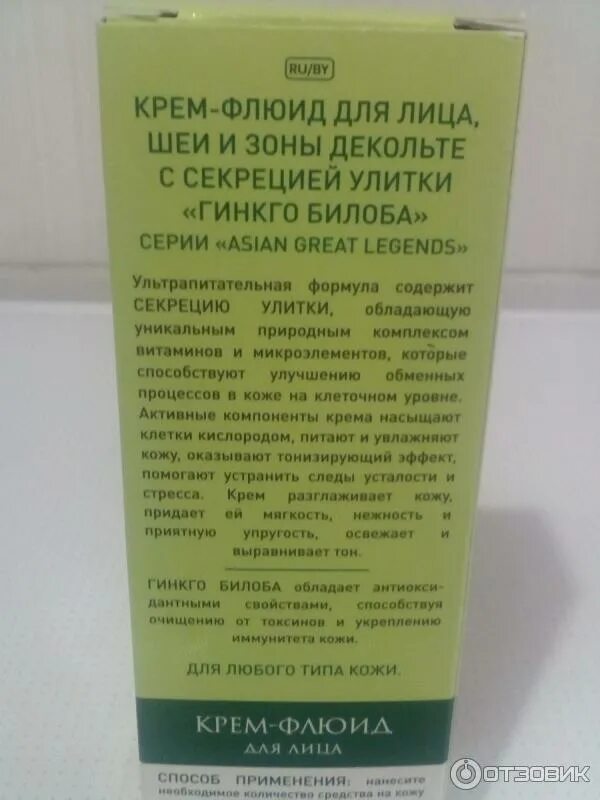 RU/BY
КРЕМ-ФЛЮИД ДЛЯ ЛИЦА,
ШЕИ И ЗОНЫ ДЕКОЛЬТЕ
С СЕКРЕЦИЕЙ УЛИТКИ
«ГИНКГО БИЛОБА»
СЕРИИ «ASIAN GREAT LEGENDS»
Ультрапитательная формула содержит
СЕКРЕЦИЮ УЛИТКИ, обладающую
уникальным природным комплексом
витаминов и микроэлементов, которые
способствуют улучшению обменных
процессов в коже на клеточном уровне.
Активные компоненты крема насыщают
клетки кислородом, питают и увлажняют
кожу, оказывают тонизирующий эффект,
помогают устранить следы усталости и
стресса. Крем разглаживает кожу,
придает ей мягкость, нежность и
приятную упругость, освежает и
выравнивает тон.
ГИНКГО БИЛОБА обладает антиокси-
дантными свойствами, способствуя
очищению от токсинов и укреплению
иммунитета кожи.
ДЛЯ ЛЮБОГО ТИПА КОЖИ.
КРЕМ-ФЛЮИД
ДЛЯ ЛИЦА
СПОСОБ ПРИМЕНЕНИЯ: нанесите
необходимое количество средства на кожу
ОТЗОВИК